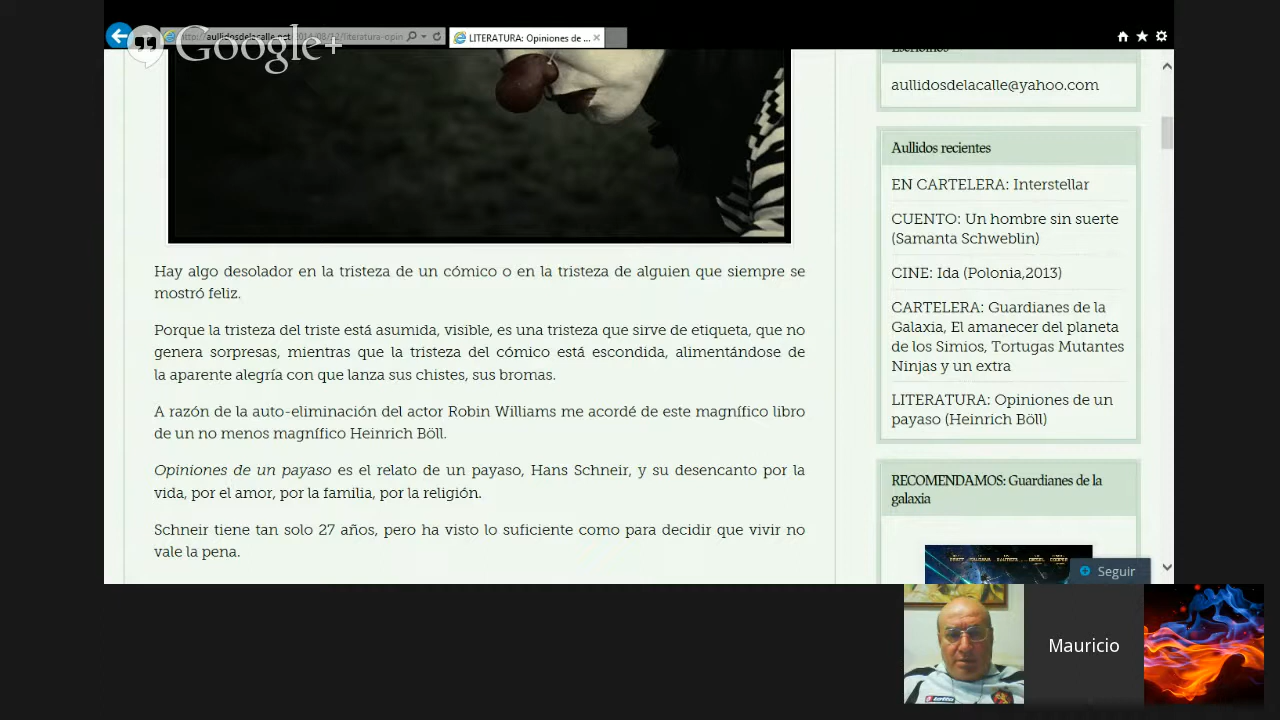 Google+
http://aullidosdelacalle.net/2014/08/12/literatura-opin
LITERATURA: Opiniones de ...
Hay algo desolador en la tristeza de un cómico o en la tristeza de alguien que siempre se
mostró feliz.
Porque la tristeza del triste está asumida, visible, es una tristeza que sirve de etiqueta, que no
genera sorpresas, mientras que la tristeza del cómico está escondida, alimentándose de
la aparente alegría con que lanza sus chistes, sus bromas.
A razón de la auto-eliminación del actor Robin Williams me acordé de este magnífico libro
de un no menos magnífico Heinrich Böll.
Opiniones de un payaso es el relato de un payaso, Hans Schneir, y su desencanto por la
vida, por el amor, por la familia, por la religión.
Schneir tiene tan solo 27 años, pero ha visto lo suficiente como para decidir que vivir no
vale la pena.
aullidosdelacalle@yahoo.com
Aullidos recientes
EN CARTELERA: Interstellar
CUENTO: Un hombre sin suerte
(Samanta Schweblin)
CINE: Ida (Polonia,2013)
CARTELERA: Guardianes de la
Galaxia, El amanecer del planeta
de los Simios, Tortugas Mutantes
Ninjas y un extra
LITERATURA: Opiniones de un
payaso (Heinrich Böll)
RECOMENDAMOS: Guardianes de la
galaxia
Seguir
Mauricio